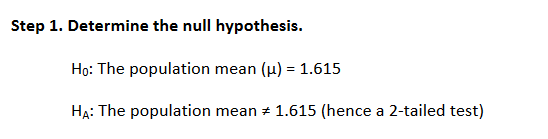 Step 1. Determine the null hypothesis.
H₀: The population mean (μ) = 1.615
Hₐ: The population mean ≠ 1.615 (hence a 2-tailed test)